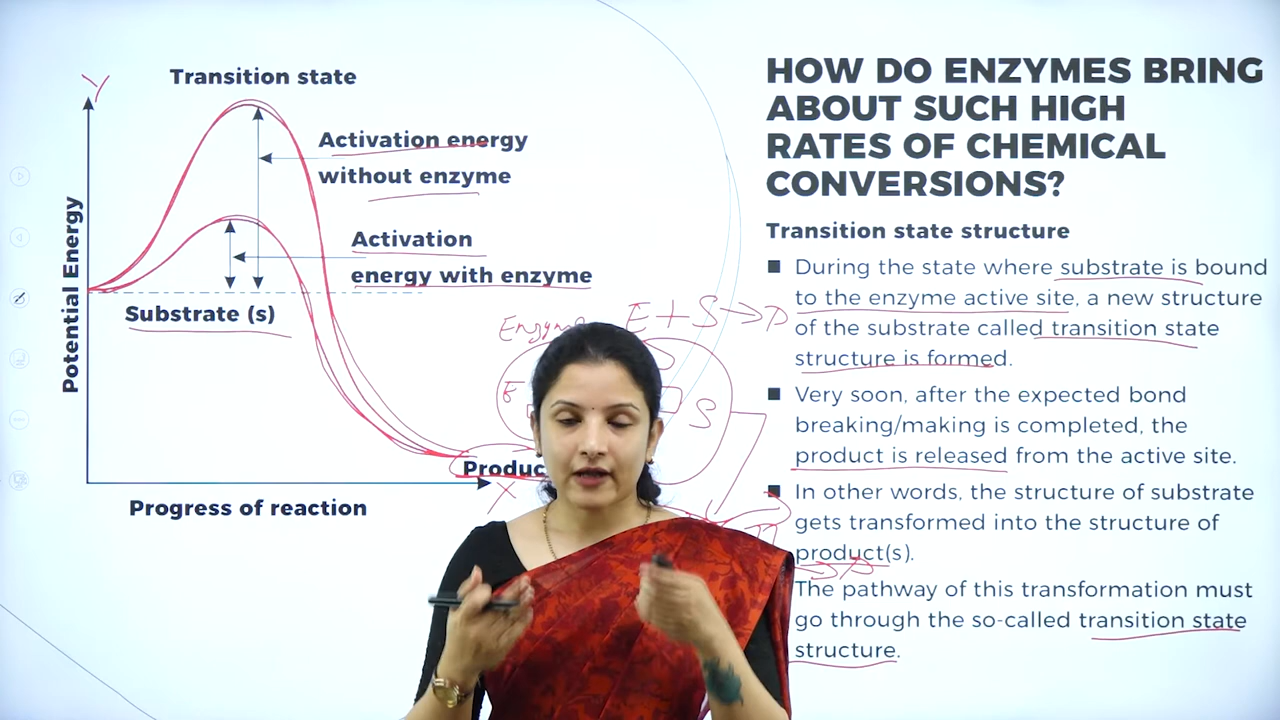 Y
Transition state
Activation energy
without enzyme
Activation
energy with enzyme
Substrate (s)
Potential Energy
Produc
X
Progress of reaction
Enzyme
E + S → P
E
S
HOW DO ENZYMES BRING
ABOUT SUCH HIGH
RATES OF CHEMICAL
CONVERSIONS?
Transition state structure
■ During the state where substrate is bound
to the enzyme active site, a new structure
of the substrate called transition state
structure is formed.
■ Very soon, after the expected bond
breaking/making is completed, the
product is released from the active site.
■ In other words, the structure of substrate
gets transformed into the structure of
product(s).
The pathway of this transformation must
go through the so-called transition state
structure.